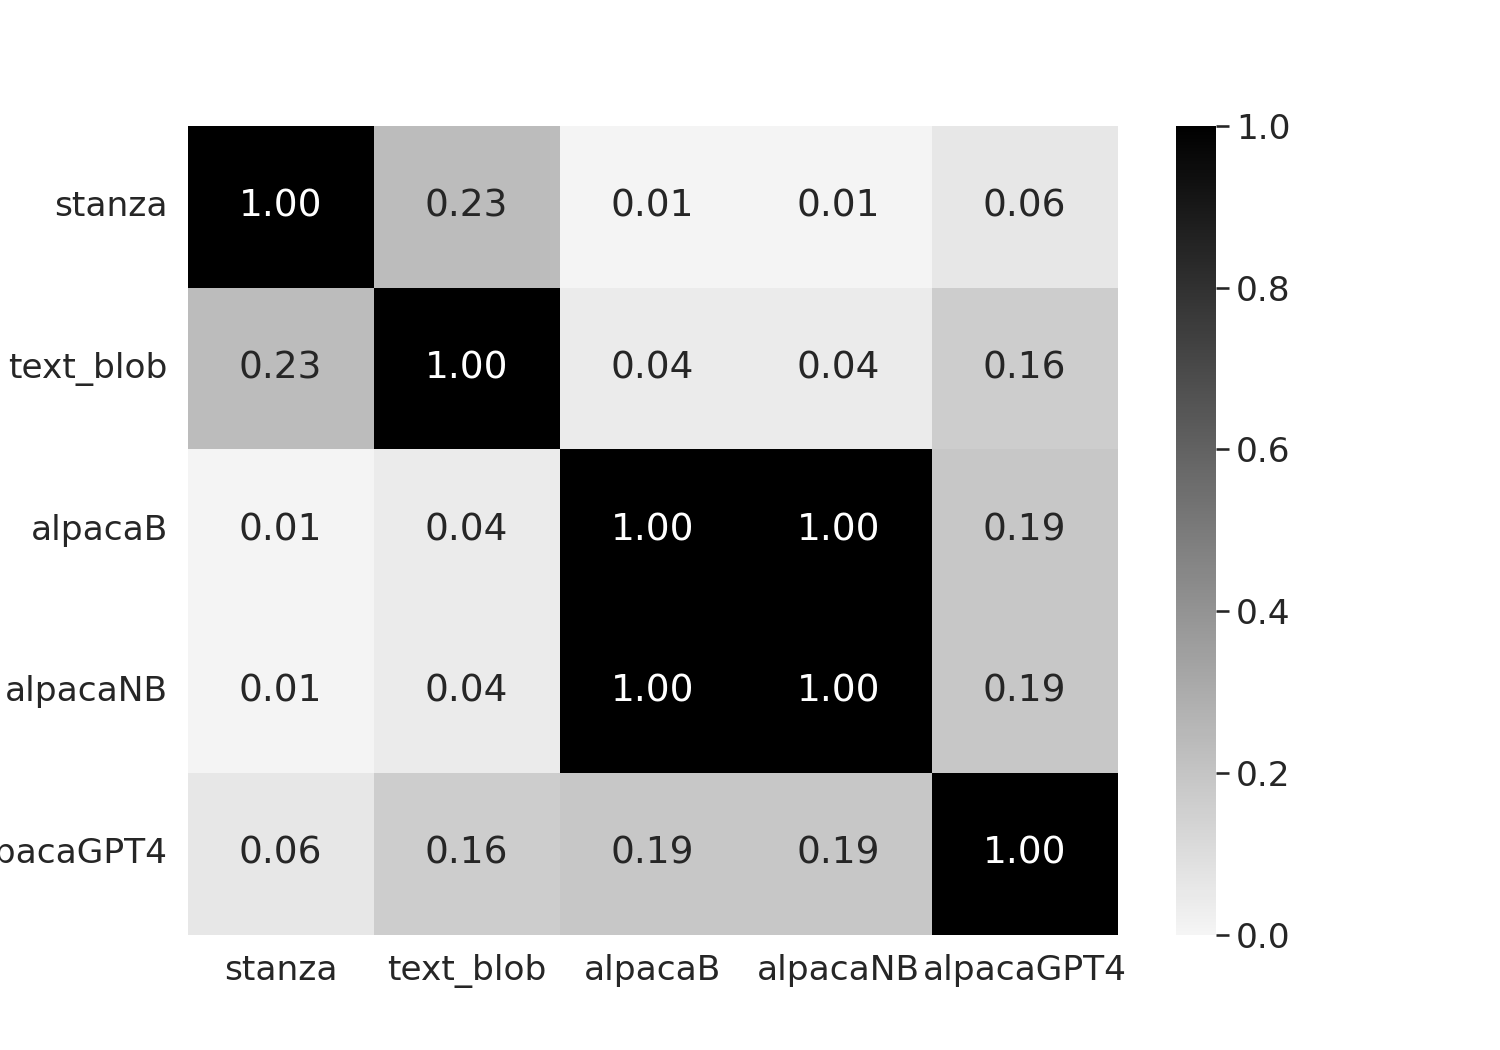 1.0
stanza 1.00 0.23 0.01 0.01 0.06
0.8
text_blob 0.23 1.00 0.04 0.04 0.16
0.6
alpacaB 0.01 0.04 1.00 1.00 0.19
0.4
alpacaNB 0.01 0.04 1.00 1.00 0.19
0.2
pacaGPT4 0.06 0.16 0.19 0.19 1.00
0.0
stanza text_blob alpacaB alpacaNB alpacaGPT4